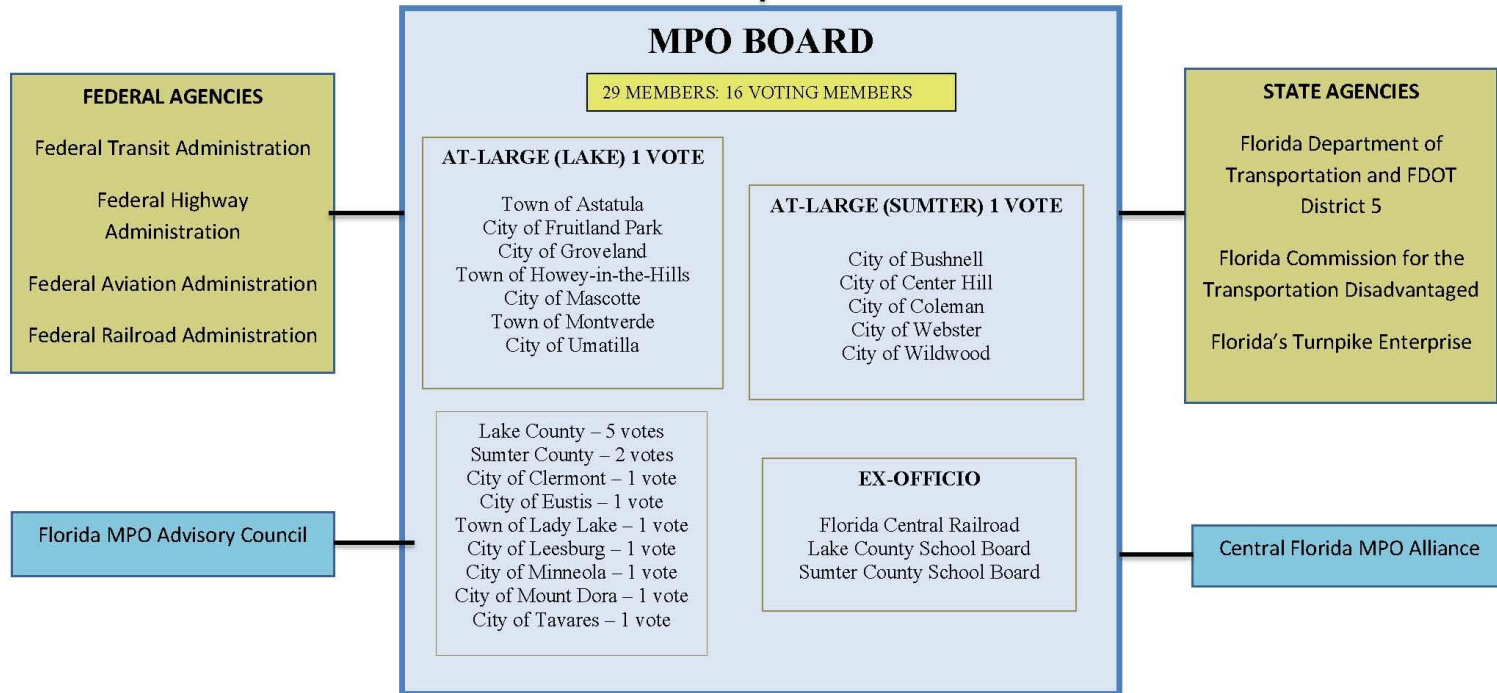 MPO BOARD
29 MEMBERS: 16 VOTING MEMBERS
FEDERAL AGENCIES
Federal Transit Administration
Federal Highway
Administration
Federal Aviation Administration
Federal Railroad Administration
AT-LARGE (LAKE) 1 VOTE
Town of Astatula
City of Fruitland Park
City of Groveland
Town of Howey-in-the-Hills
City of Mascotte
Town of Montverde
City of Umatilla
AT-LARGE (SUMTER) 1 VOTE
City of Bushnell
City of Center Hill
City of Coleman
City of Webster
City of Wildwood
STATE AGENCIES
Florida Department of
Transportation and FDOT
District 5
Florida Commission for the
Transportation Disadvantaged
Florida's Turnpike Enterprise
Florida MPO Advisory Council
Lake County – 5 votes
Sumter County – 2 votes
City of Clermont – 1 vote
City of Eustis – 1 vote
Town of Lady Lake – 1 vote
City of Leesburg – 1 vote
City of Minneola – 1 vote
City of Mount Dora – 1 vote
City of Tavares – 1 vote
EX-OFFICIO
Florida Central Railroad
Lake County School Board
Sumter County School Board
Central Florida MPO Alliance